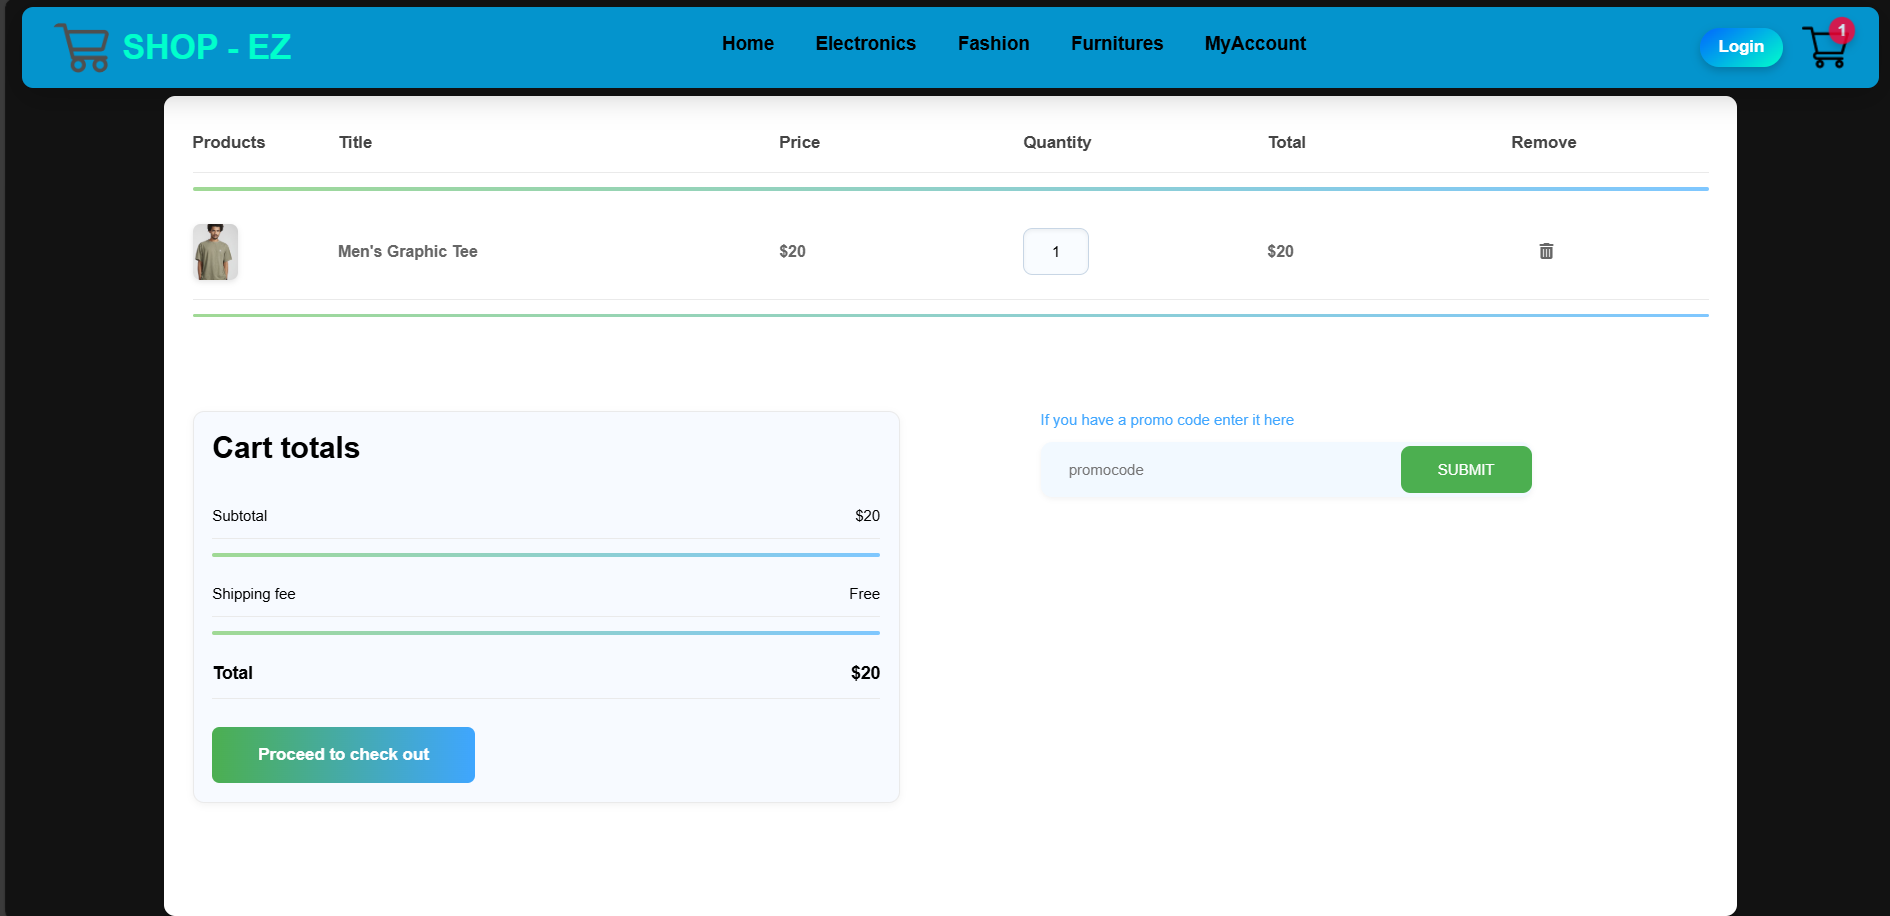 SHOP - EZ
Home Electronics Fashion Furnitures MyAccount
Login
1
Products Title Price Quantity Total Remove
Men's Graphic Tee $20 1 $20
Cart totals
Subtotal $20
Shipping fee Free
Total $20
Proceed to check out
If you have a promo code enter it here
promocode SUBMIT